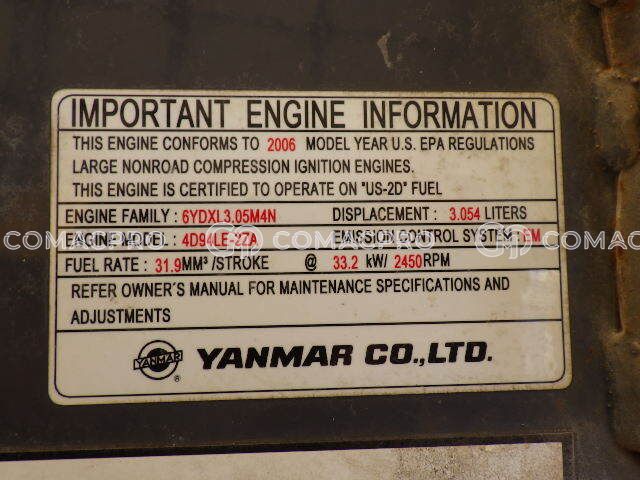 IMPORTANT ENGINE INFORMATION
THIS ENGINE CONFORMS TO 2006 MODEL YEAR U.S. EPA REGULATIONS
LARGE NONROAD COMPRESSION IGNITION ENGINES.
THIS ENGINE IS CERTIFIED TO OPERATE ON "US-2D" FUEL
ENGINE FAMILY : 6YDXL3.05M4N DISPLACEMENT : 3.054 LITERS
ENGINE MODEL : 4D94LE-2ZA EMISSION CONTROL SYSTEM : EM
FUEL RATE : 31.9MM³ /STROKE @ 33.2 kW/ 2450RPM
REFER OWNER'S MANUAL FOR MAINTENANCE SPECIFICATIONS AND
ADJUSTMENTS
YANMAR ® YANMAR CO.,LTD.